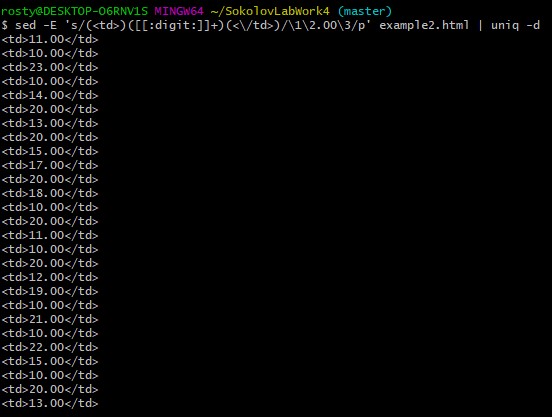 rosty@DESKTOP-O6RNV1S MINGW64 ~/SokolovLabWork4 (master)
$ sed -E 's/(<td>)([[:digit:]]+)(<\/td>)/\1\2.00\3/p' example2.html | uniq -d
<td>11.00</td>
<td>10.00</td>
<td>23.00</td>
<td>10.00</td>
<td>14.00</td>
<td>20.00</td>
<td>13.00</td>
<td>20.00</td>
<td>15.00</td>
<td>17.00</td>
<td>20.00</td>
<td>18.00</td>
<td>10.00</td>
<td>20.00</td>
<td>11.00</td>
<td>10.00</td>
<td>20.00</td>
<td>12.00</td>
<td>19.00</td>
<td>10.00</td>
<td>21.00</td>
<td>10.00</td>
<td>22.00</td>
<td>15.00</td>
<td>10.00</td>
<td>20.00</td>
<td>13.00</td>